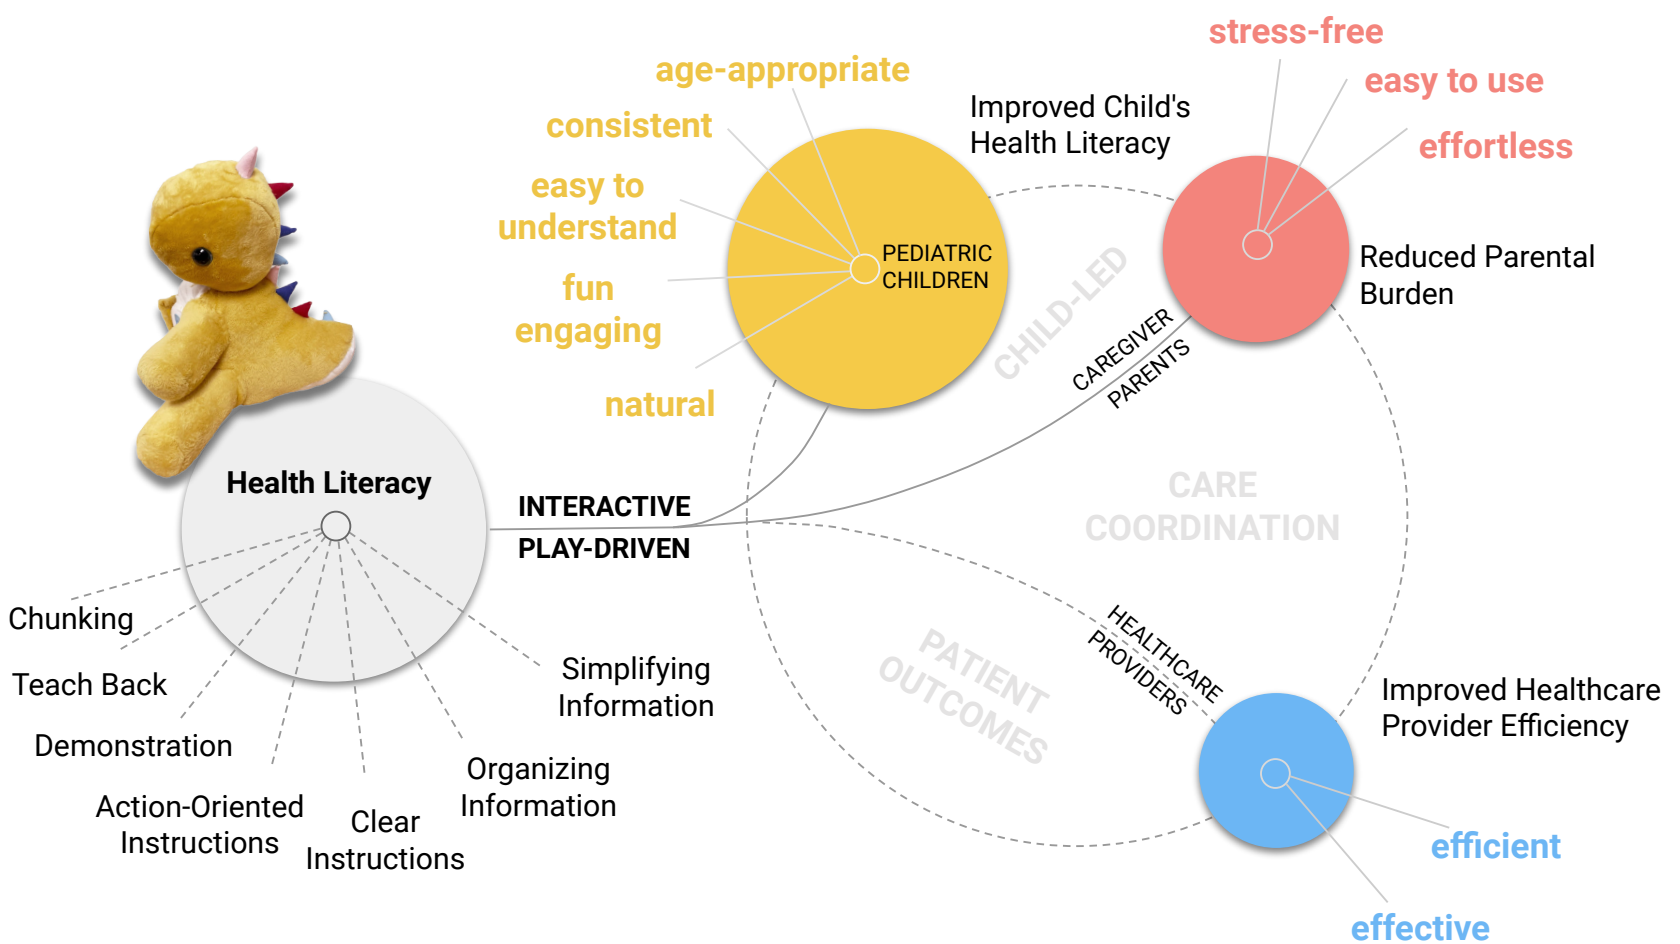 stress-free
easy to use
effortless
age-appropriate
consistent
easy to
understand
fun
engaging
natural
PEDIATRIC
CHILDREN
Improved Child's
Health Literacy
CHILD-LED
Reduced Parental
Burden
CAREGIVER
PARENTS
Health Literacy
INTERACTIVE
PLAY-DRIVEN
CARE
COORDINATION
PATIENT
OUTCOMES
HEALTHCARE
PROVIDERS
Improved Healthcare
Provider Efficiency
efficient
effective
Chunking
Teach Back
Demonstration
Action-Oriented
Instructions
Clear
Instructions
Organizing
Information
Simplifying
Information